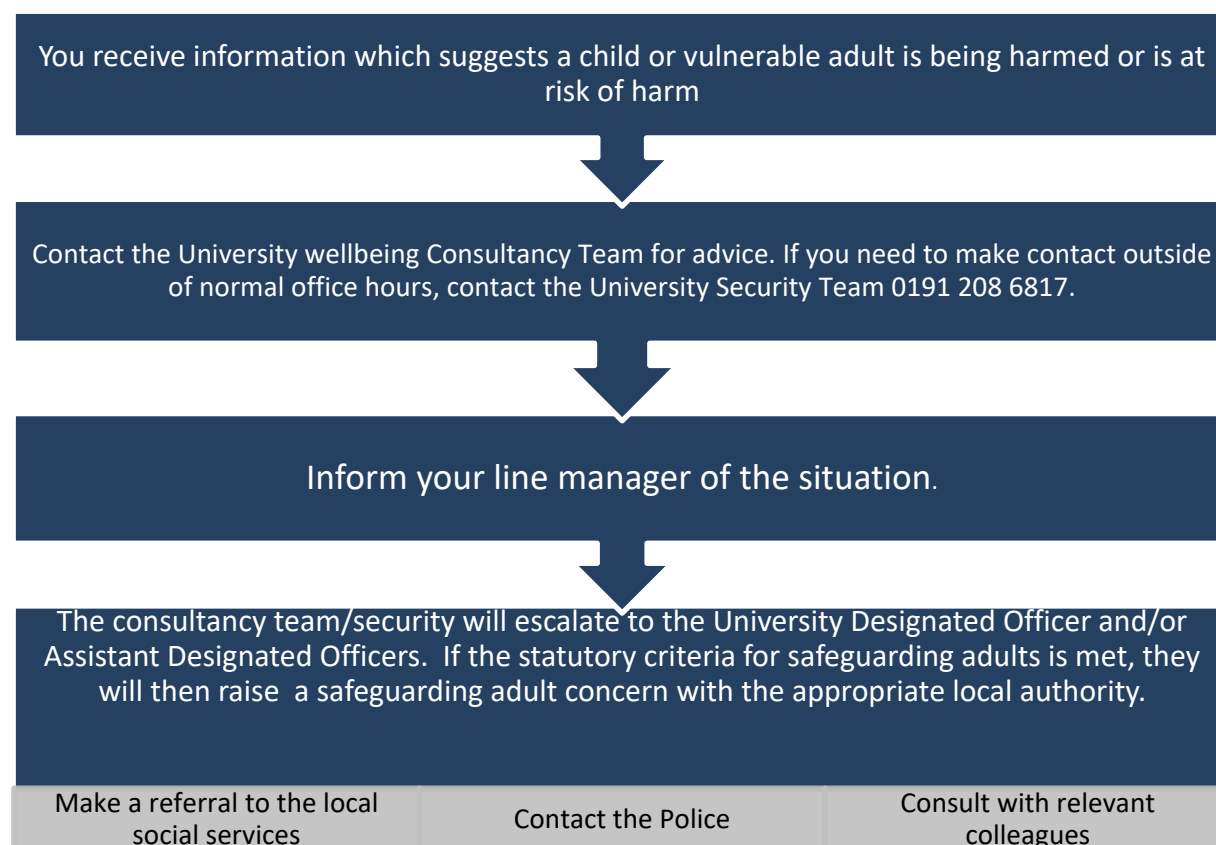 You receive information which suggests a child or vulnerable adult is being harmed or is at
risk of harm
Contact the University wellbeing Consultancy Team for advice. If you need to make contact outside
of normal office hours, contact the University Security Team 0191 208 6817.
Inform your line manager of the situation.
The consultancy team/security will escalate to the University Designated Officer and/or
Assistant Designated Officers.  If the statutory criteria for safeguarding adults is met, they
will then raise  a safeguarding adult concern with the appropriate local authority.
Make a referral to the local
social services
Contact the Police
Consult with relevant
colleagues